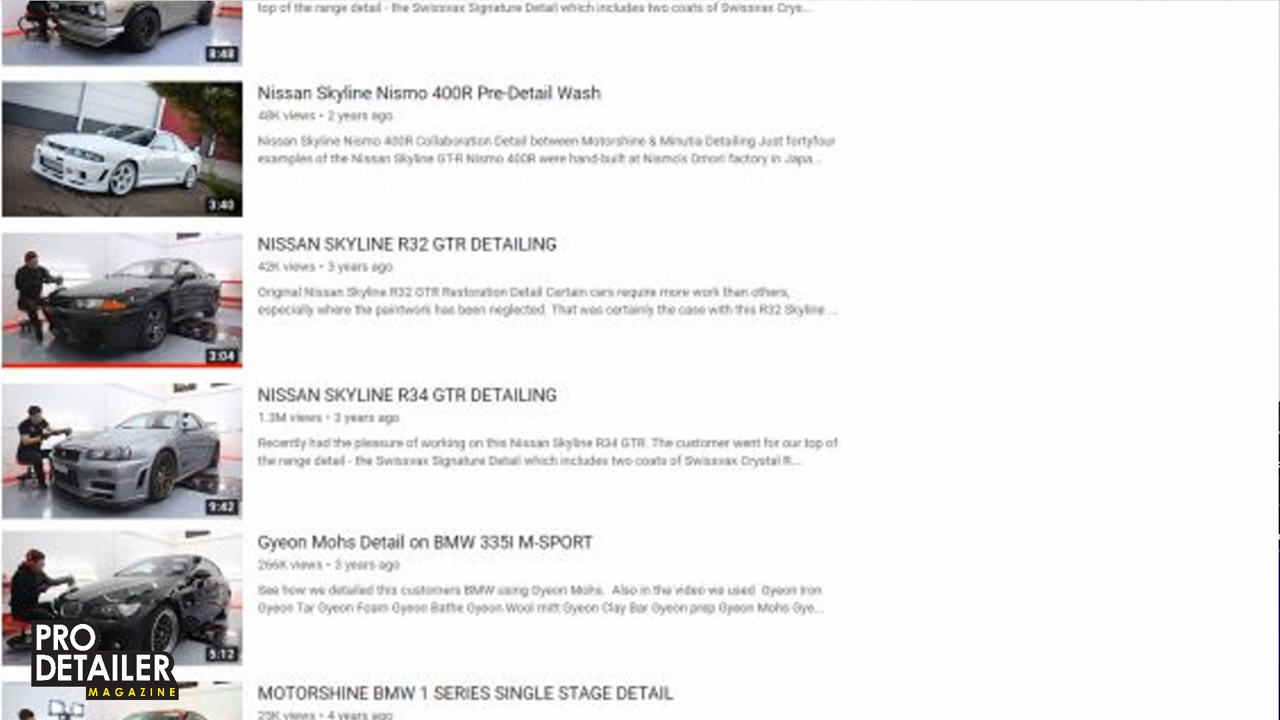 top of the range detail - the Swissvax Signature Detail which includes two coats of Swissvax Crys...
8:48
Nissan Skyline Nismo 400R Pre-Detail Wash
48K views • 2 years ago
Nissan Skyline Nismo 400R Collaboration Detail between Motorshine & Minutia Detailing Just fortyfour
examples of the Nissan Skyline GT-R Nismo 400R were hand-built at Nismo's Omori factory in Japa...
3:40
NISSAN SKYLINE R32 GTR DETAILING
42K views • 3 years ago
Original Nissan Skyline R32 GTR Restoration Detail Certain cars require more work than others,
especially where the paintwork has been neglected. That was certainly the case with this R32 Skyline ...
3:04
NISSAN SKYLINE R34 GTR DETAILING
1.3M views • 3 years ago
Recently had the pleasure of working on this Nissan Skyline R34 GTR. The customer went for our top of
the range detail - the Swissvax Signature Detail which includes two coats of Swissvax Crystal R...
9:42
Gyeon Mohs Detail on BMW 335I M-SPORT
266K views • 3 years ago
See how we detailed this customers BMW using Gyeon Mohs. Also in the video we used Gyeon Iron
Gyeon Tar Gyeon Foam Gyeon Bathe Gyeon Wool mitt Gyeon Clay Bar Gyeon prep Gyeon Mohs Gye...
5:12
PRO
DETAILER
MAGAZINE
MOTORSHINE BMW 1 SERIES SINGLE STAGE DETAIL
25K views • 4 years ago